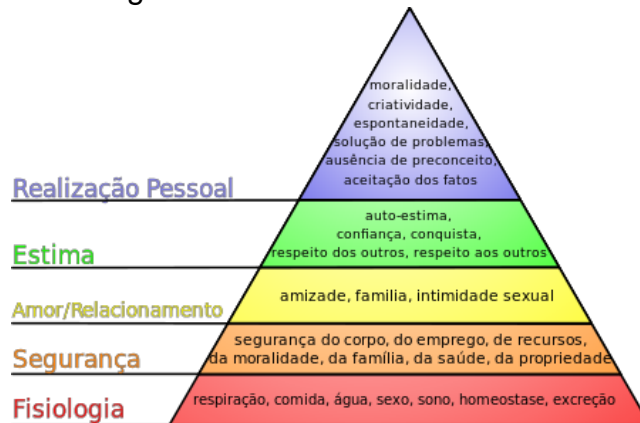 moralidade,
criatividade,
espontaneidade,
solução de problemas,
ausência de preconceito,
aceitação dos fatos
Realização Pessoal
auto-estima,
confiança, conquista,
respeito dos outros, respeito aos outros
Estima
amizade, familia, intimidade sexual
Amor/Relacionamento
segurança do corpo, do emprego, de recursos,
da moralidade, da família, da saúde, da propriedade
Segurança
respiração, comida, água, sexo, sono, homeostase, excreção
Fisiologia